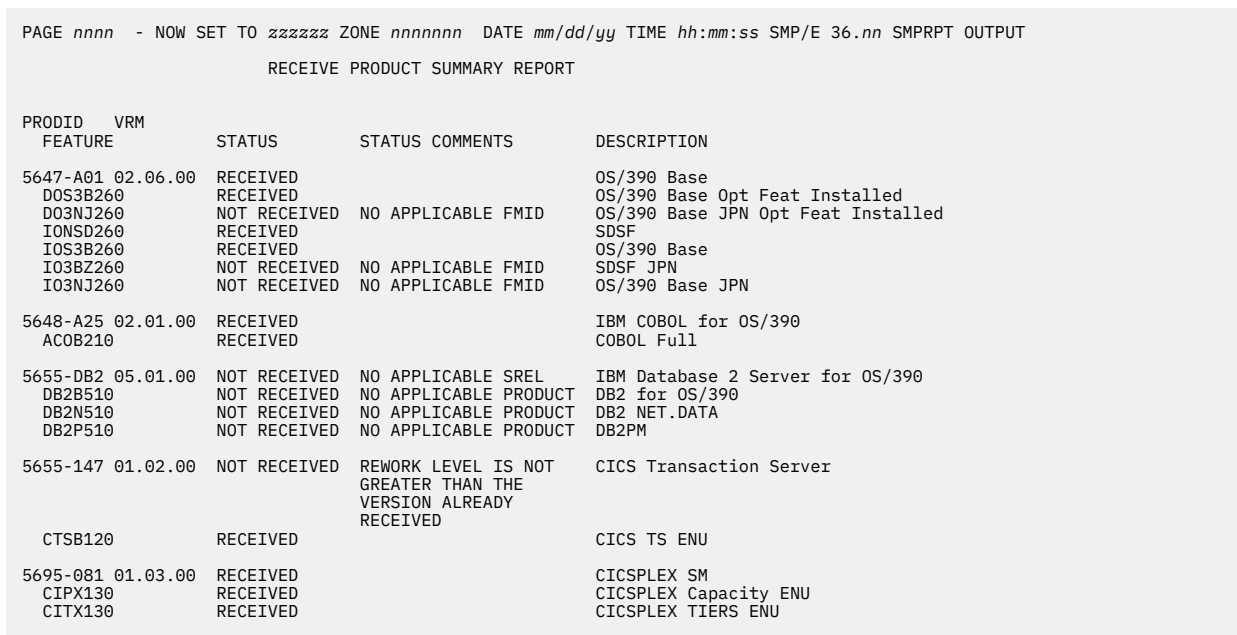 PAGE nnnn  - NOW SET TO zzzzzz ZONE nnnnnnn  DATE mm/dd/yy TIME hh:mm:ss SMP/E 36.nn SMPRPT OUTPUT
RECEIVE PRODUCT SUMMARY REPORT
PRODID   VRM
FEATURE          STATUS        STATUS COMMENTS        DESCRIPTION
5647-A01 02.06.00  RECEIVED                             OS/390 Base
DOS3B260         RECEIVED                             OS/390 Base Opt Feat Installed
DO3NJ260         NOT RECEIVED  NO APPLICABLE FMID     OS/390 Base JPN Opt Feat Installed
IONSD260         RECEIVED                             SDSF
IOS3B260         RECEIVED                             OS/390 Base
IO3BZ260         NOT RECEIVED  NO APPLICABLE FMID     SDSF JPN
IO3NJ260         NOT RECEIVED  NO APPLICABLE FMID     OS/390 Base JPN
5648-A25 02.01.00  RECEIVED                             IBM COBOL for OS/390
ACOB210          RECEIVED                             COBOL Full
5655-DB2 05.01.00  NOT RECEIVED  NO APPLICABLE SREL     IBM Database 2 Server for OS/390
DB2B510          NOT RECEIVED  NO APPLICABLE PRODUCT  DB2 for OS/390
DB2N510          NOT RECEIVED  NO APPLICABLE PRODUCT  DB2 NET.DATA
DB2P510          NOT RECEIVED  NO APPLICABLE PRODUCT  DB2PM
5655-147 01.02.00  NOT RECEIVED  REWORK LEVEL IS NOT    CICS Transaction Server
GREATER THAN THE
VERSION ALREADY
RECEIVED
CTSB120          RECEIVED                             CICS TS ENU
5695-081 01.03.00  RECEIVED                             CICSPLEX SM
CIPX130          RECEIVED                             CICSPLEX Capacity ENU
CITX130          RECEIVED                             CICSPLEX TIERS ENU